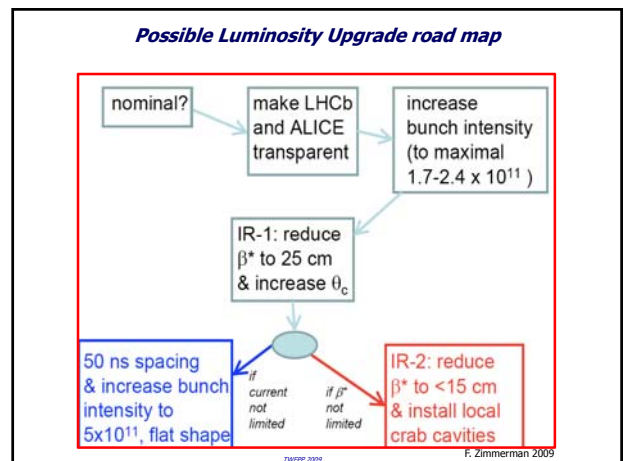 Possible Luminosity Upgrade road map
nominal?
make LHCb
and ALICE
transparent
increase
bunch intensity
(to maximal
1.7-2.4 x 10¹¹ )
IR-1: reduce
β* to 25 cm
& increase θc
50 ns spacing
& increase bunch
intensity to
5x10¹¹, flat shape
if
current
not
limited
if β*
not
limited
IR-2: reduce
β* to <15 cm
& install local
crab cavities
TWEPP 2009
F. Zimmerman 2009